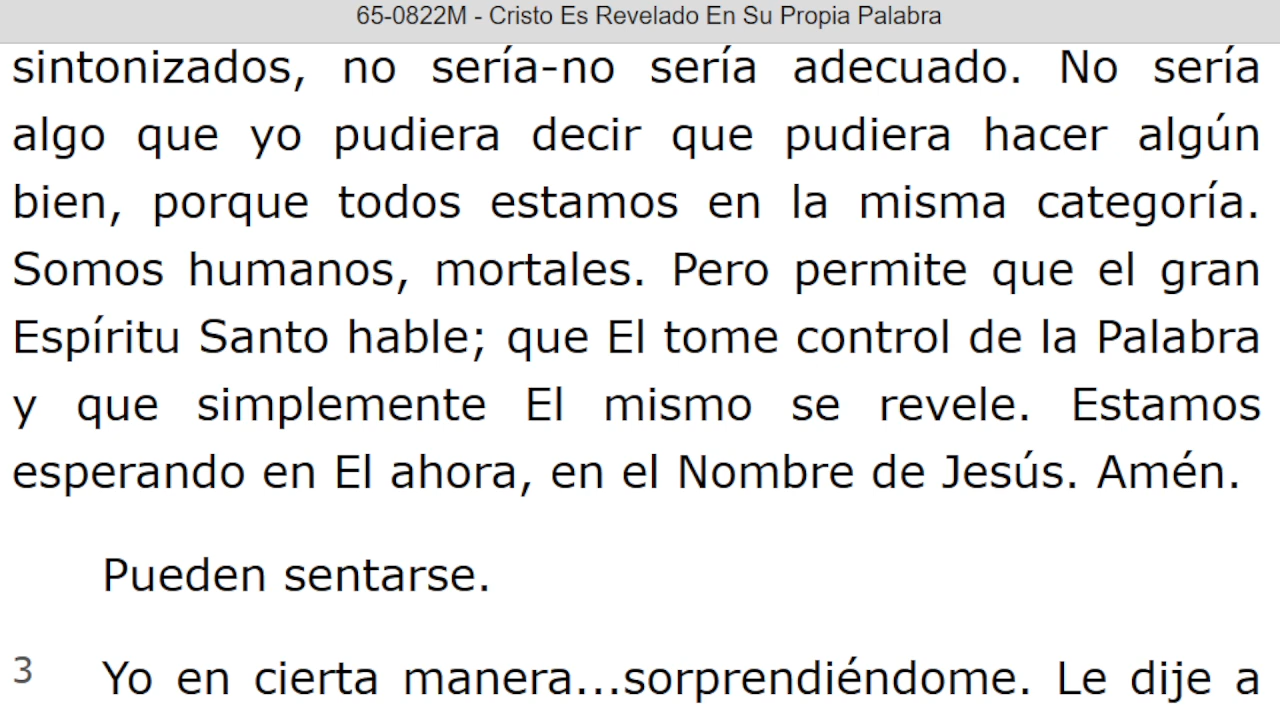 65-0822M - Cristo Es Revelado En Su Propia Palabra
sintonizados, no sería-no sería adecuado. No sería
algo que yo pudiera decir que pudiera hacer algún
bien, porque todos estamos en la misma categoría.
Somos humanos, mortales. Pero permite que el gran
Espíritu Santo hable; que El tome control de la Palabra
y que simplemente El mismo se revele. Estamos
esperando en El ahora, en el Nombre de Jesús. Amén.
Pueden sentarse.
3 Yo en cierta manera...sorprendiéndome. Le dije a